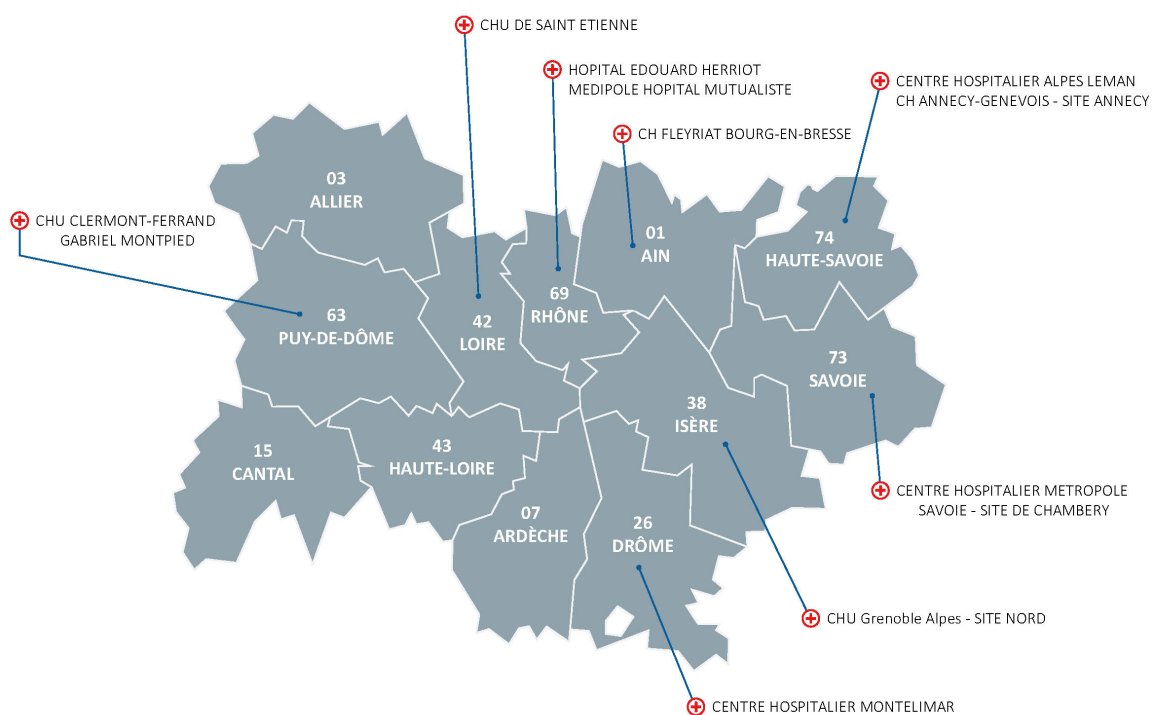 CHU DE SAINT ETIENNE
HOPITAL EDOUARD HERRIOT
MEDIPOLE HOPITAL MUTUALISTE
CENTRE HOSPITALIER ALPES LEMAN
CH ANNECY-GENEVOIS - SITE ANNECY
CH FLEYRIAT BOURG-EN-BRESSE
03
ALLIER
CHU CLERMONT-FERRAND
GABRIEL MONTPIED
01
AIN
74
HAUTE-SAVOIE
69
RHÔNE
63
PUY-DE-DÔME
42
LOIRE
73
SAVOIE
38
ISÈRE
15
CANTAL
43
HAUTE-LOIRE
CENTRE HOSPITALIER METROPOLE
SAVOIE - SITE DE CHAMBERY
07
ARDÈCHE
26
DRÔME
CHU Grenoble Alpes - SITE NORD
CENTRE HOSPITALIER MONTELIMAR